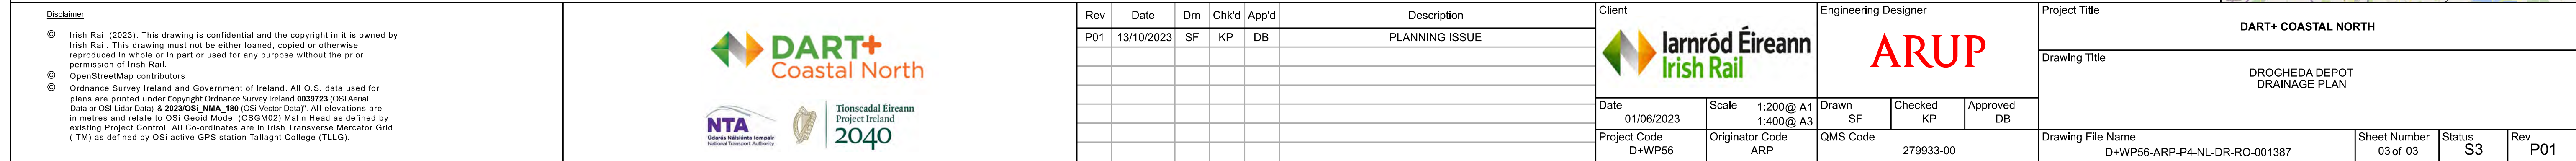 Disclaimer
© Irish Rail (2023). This drawing is confidential and the copyright in it is owned by
Irish Rail. This drawing must not be either loaned, copied or otherwise
reproduced in whole or in part or used for any purpose without the prior
permission of Irish Rail.
© OpenStreetMap contributors
© Ordnance Survey Ireland and Government of Ireland. All O.S. data used for
plans are printed under Copyright Ordnance Survey Ireland 0039723 (OSI Aerial
Data or OSI Lidar Data) & 2023/OSi_NMA_180 (OSi Vector Data)". All elevations are
in metres and relate to OSi Geoid Model (OSGM02) Malin Head as defined by
existing Project Control. All Co-ordinates are in Irish Transverse Mercator Grid
(ITM) as defined by OSi active GPS station Tallaght College (TLLG).
DART+
Coastal North
NTA
Údarás Náisiúnta Iompair
National Transport Authority
Tionscadal Éireann
Project Ireland
2040
Rev Date Drn Chk'd App'd Description
P01 13/10/2023 SF KP DB PLANNING ISSUE
Client
Iarnród Éireann
Irish Rail
Engineering Designer
ARUP
Date
01/06/2023
Scale 1:200@ A1
1:400@ A3
Drawn
SF
Checked
KP
Approved
DB
Project Code
D+WP56
Originator Code
ARP
QMS Code
279933-00
Project Title
DART+ COASTAL NORTH
Drawing Title
DROGHEDA DEPOT
DRAINAGE PLAN
Drawing File Name
D+WP56-ARP-P4-NL-DR-RO-001387
Sheet Number
03 of 03
Status
S3
Rev
P01